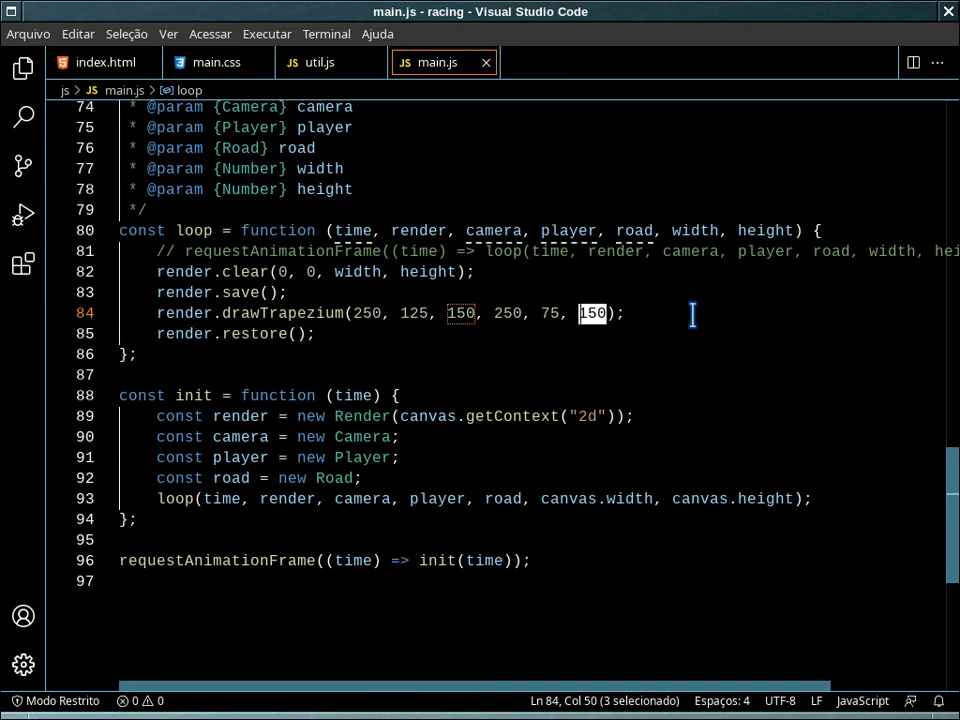 main.js - racing - Visual Studio Code
Arquivo Editar Seleção Ver Acessar Executar Terminal Ajuda
index.html main.css JS util.js JS main.js
js > JS main.js > loop
74 * @param {Camera} camera
75 * @param {Player} player
76 * @param {Road} road
77 * @param {Number} width
78 * @param {Number} height
79 */
80 const loop = function (time, render, camera, player, road, width, height) {
81 // requestAnimationFrame((time) => loop(time, render, camera, player, road, width, hei
82 render.clear(0, 0, width, height);
83 render.save();
84 render.drawTrapezium(250, 125, 150, 250, 75, 150);
85 render.restore();
86 };
87
88 const init = function (time) {
89 const render = new Render(canvas.getContext("2d"));
90 const camera = new Camera;
91 const player = new Player;
92 const road = new Road;
93 loop(time, render, camera, player, road, canvas.width, canvas.height);
94 };
95
96 requestAnimationFrame((time) => init(time));
97
Modo Restrito 0 0 Ln 84, Col 50 (3 selecionado) Espaços: 4 UTF-8 LF JavaScript